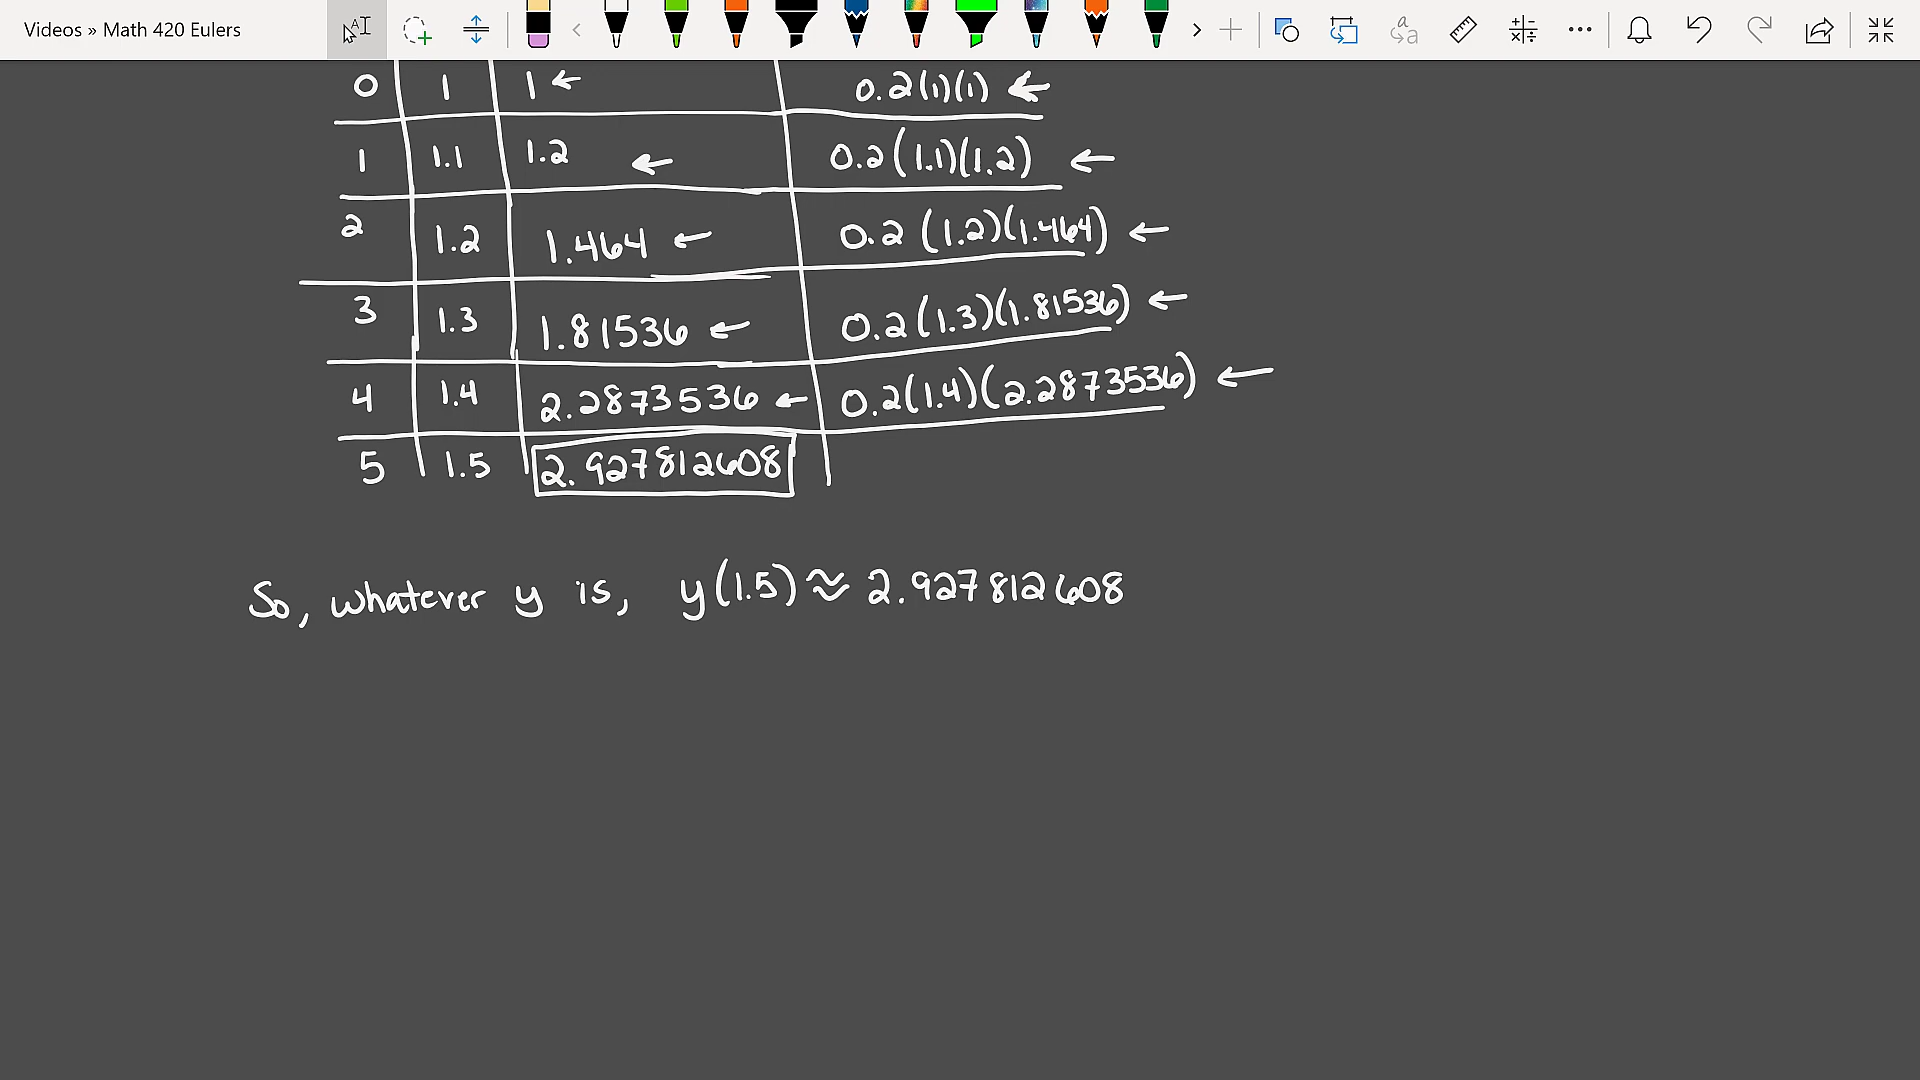 Videos » Math 420 Eulers
0 1 1 ← 0.2(1)(1) ←
1 1.1 1.2 ← 0.2(1.1)(1.2) ←
2 1.2 1.464 ← 0.2(1.2)(1.464) ←
3 1.3 1.81536 ← 0.2(1.3)(1.81536) ←
4 1.4 2.2873536 ← 0.2(1.4)(2.2873536) ←
5 1.5 2.927812608
So, whatever y is, y(1.5) ≈ 2.927812608